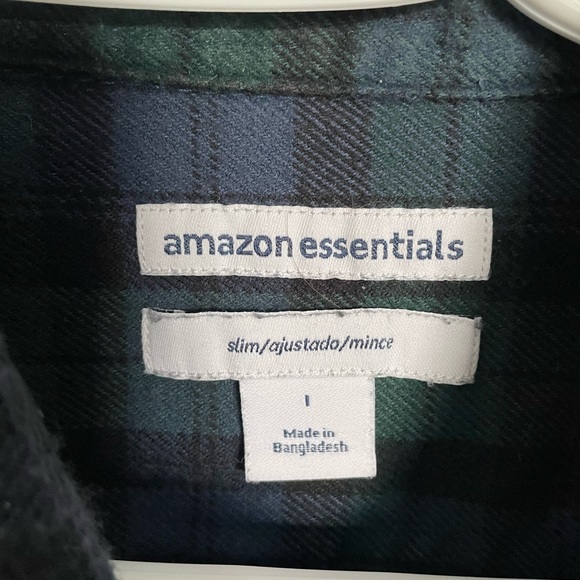 amazon essentials
slim/ajustado/mince
Made in
Bangladesh